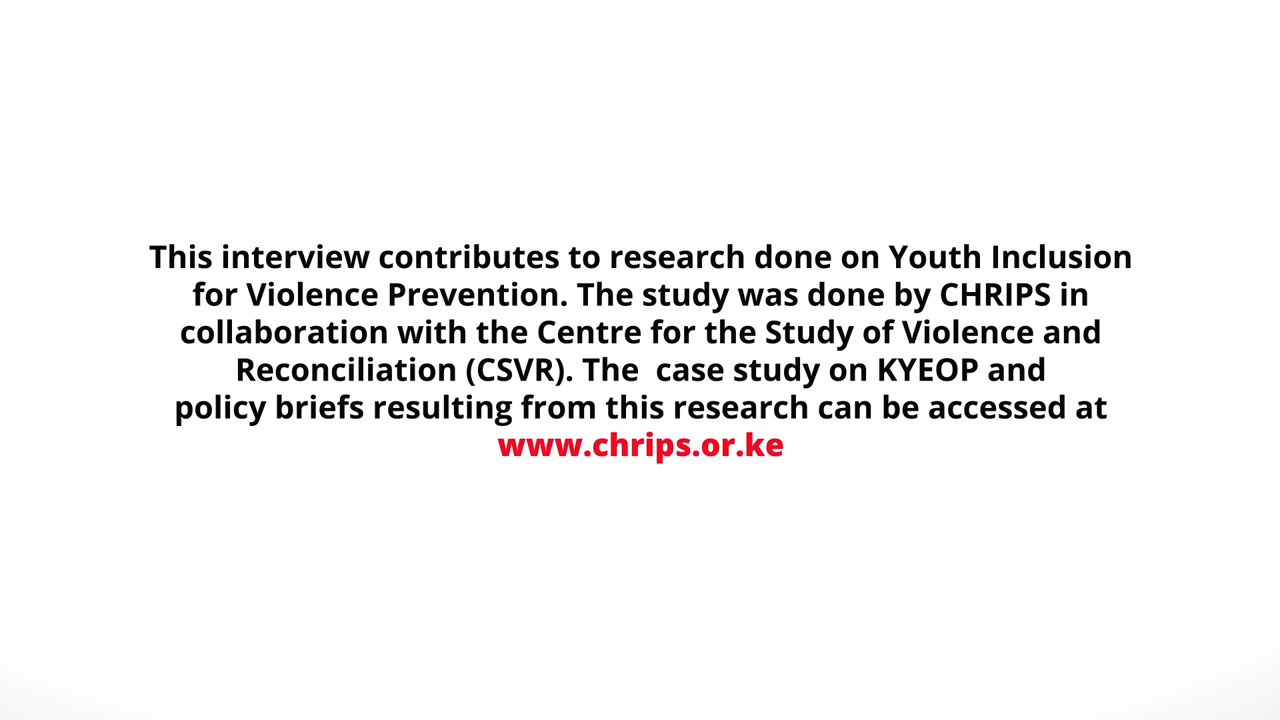 This interview contributes to research done on Youth Inclusion
for Violence Prevention. The study was done by CHRIPS in
collaboration with the Centre for the Study of Violence and
Reconciliation (CSVR). The  case study on KYEOP and
policy briefs resulting from this research can be accessed at
www.chrips.or.ke